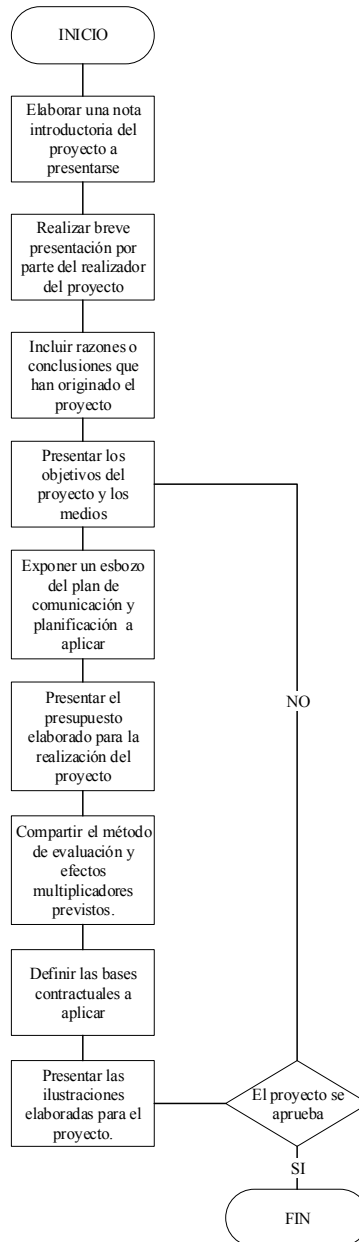 INICIO
Elaborar una nota
introductoria del
proyecto a
presentarse
Realizar breve
presentación por
parte del realizador
del proyecto
Incluir razones o
conclusiones que
han originado el
proyecto
Presentar los
objetivos del
proyecto y los
medios
Exponer un esbozo
del plan de
comunicación y
planificación a
aplicar
Presentar el
presupuesto
elaborado para la
realización del
proyecto
Compartir el método
de evaluación y
efectos
multiplicadores
previstos.
Definir las bases
contractuales a
aplicar
Presentar las
ilustraciones
elaboradas para el
proyecto.
El proyecto se
aprueba
NO
SI
FIN